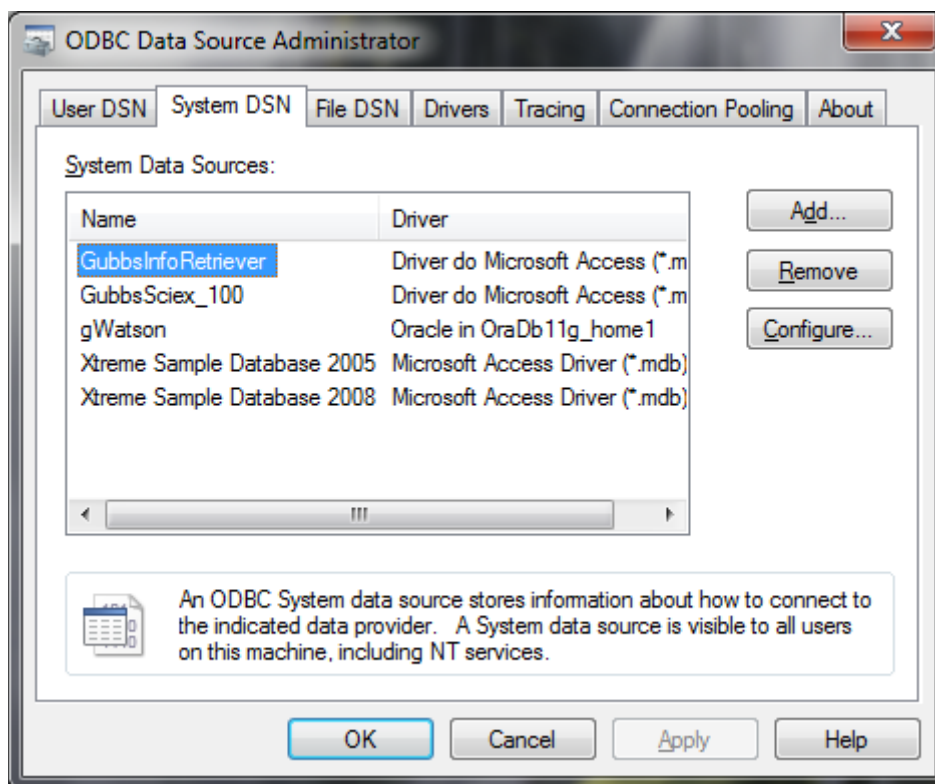 ODBC Data Source Administrator
User DSN System DSN File DSN Drivers Tracing Connection Pooling About
System Data Sources:
Name Driver
GubbsInfoRetriever Driver do Microsoft Access (*.m
GubbsSciex_100 Driver do Microsoft Access (*.m
gWatson Oracle in OraDb11g_home1
Xtreme Sample Database 2005 Microsoft Access Driver (*.mdb)
Xtreme Sample Database 2008 Microsoft Access Driver (*.mdb)
Add...
Remove
Configure...
An ODBC System data source stores information about how to connect to
the indicated data provider. A System data source is visible to all users
on this machine, including NT services.
OK Cancel Apply Help